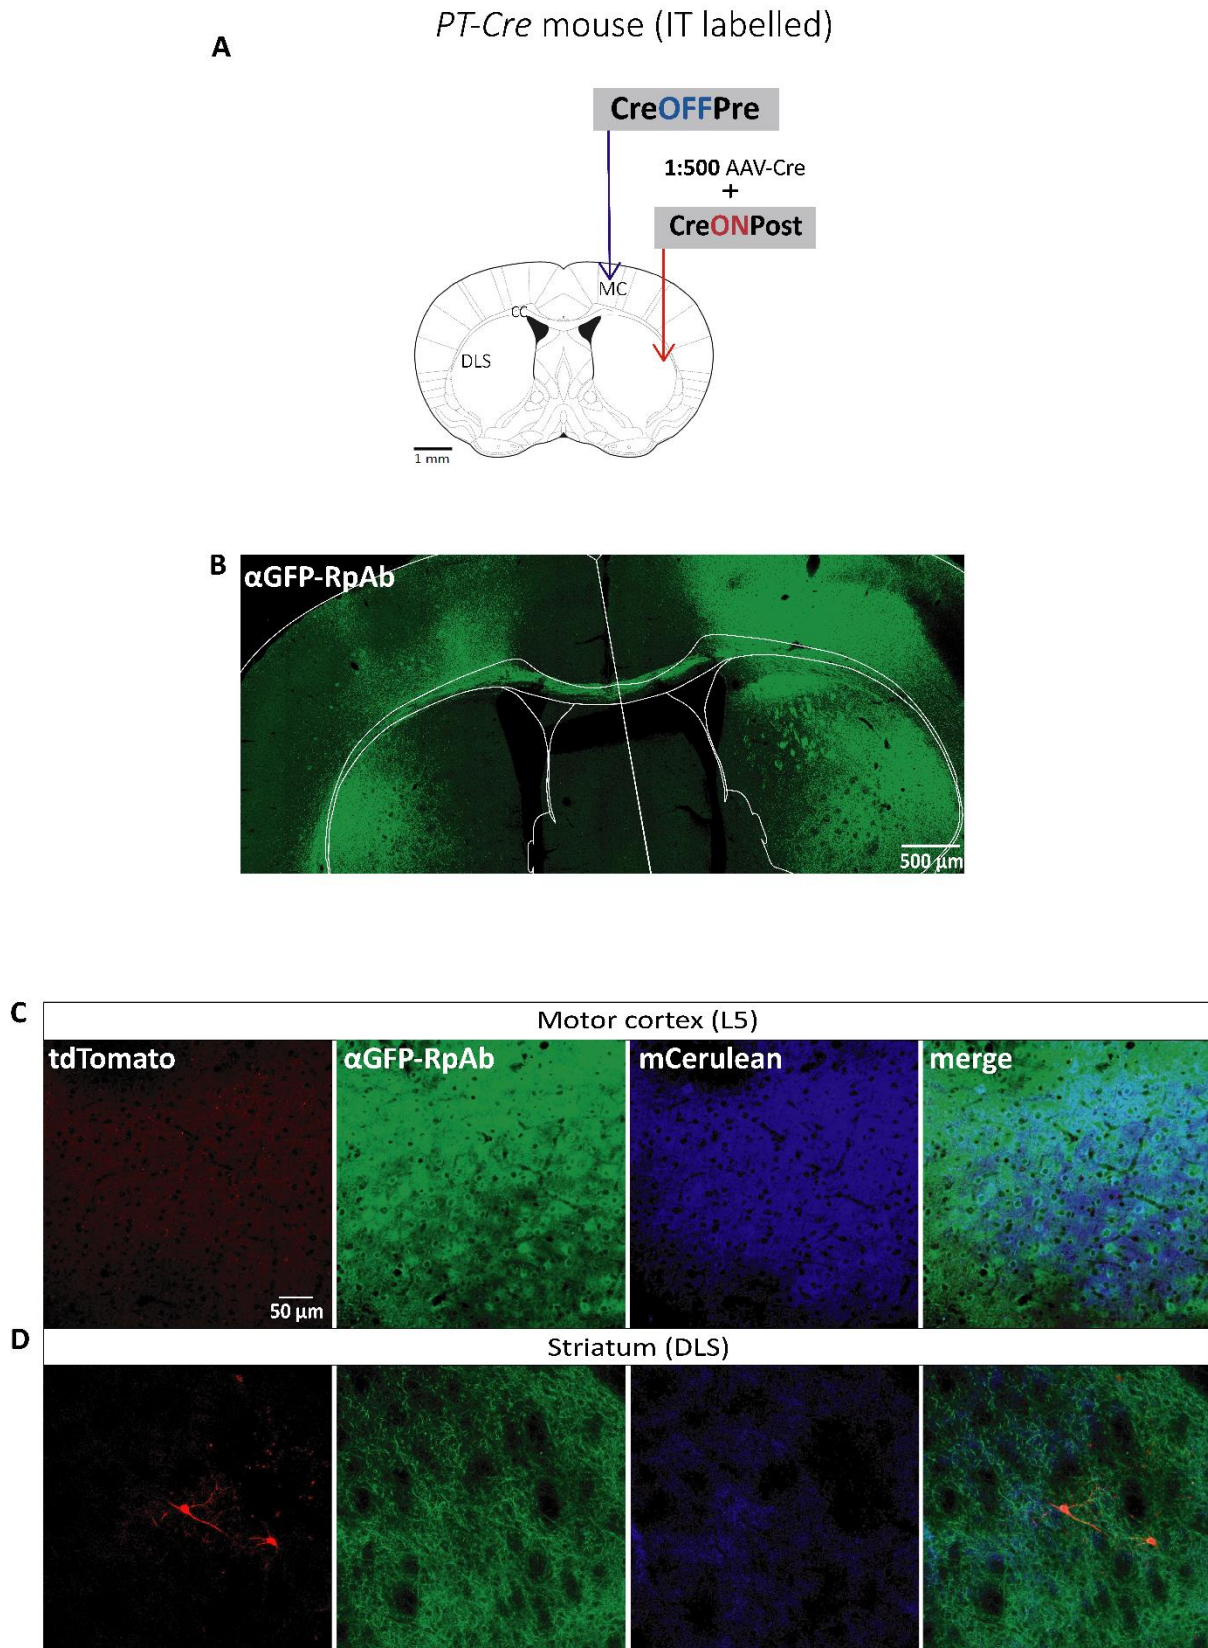 PT-Cre mouse (IT labelled)
A
CreOFFPre
1:500 AAV-Cre
+
CreONPost
MC
CC
DLS
1 mm
B
αGFP-RpAb
500 μm
C
Motor cortex (L5)
tdTomato αGFP-RpAb mCerulean merge
50 μm
D
Striatum (DLS)